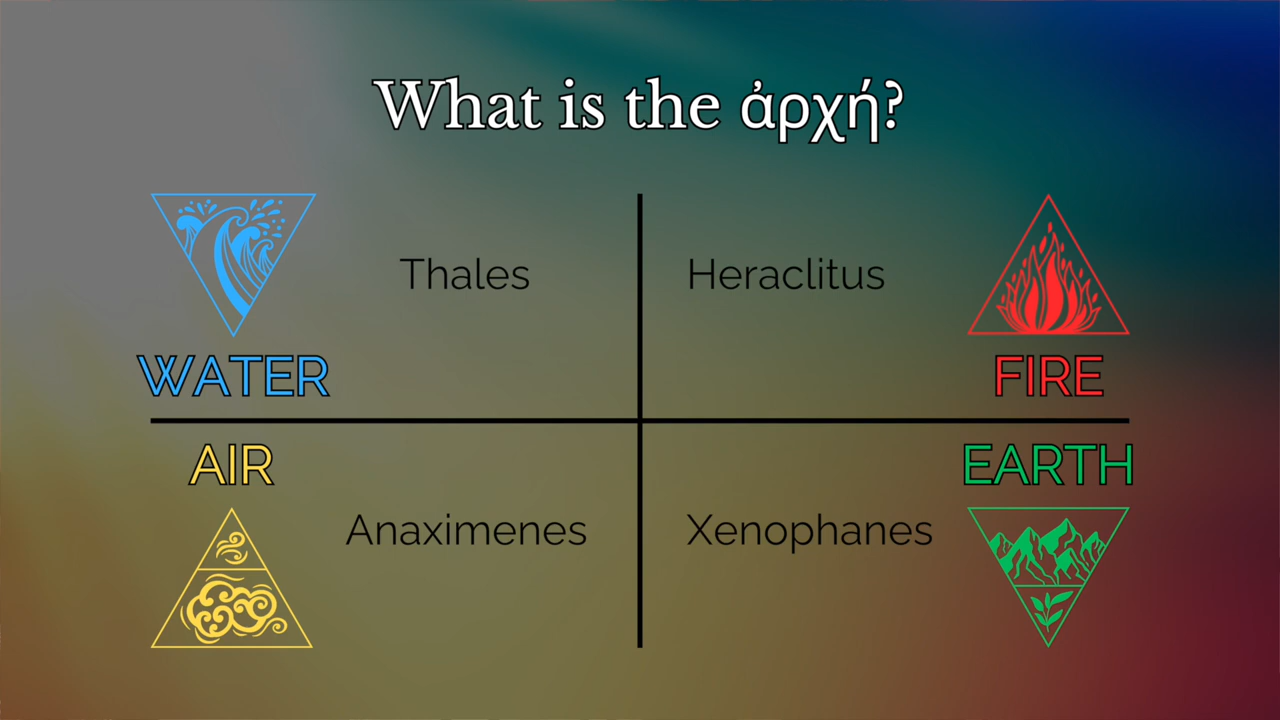 What is the ἀρχή?
Thales
Heraclitus
WATER
FIRE
AIR
EARTH
Anaximenes
Xenophanes